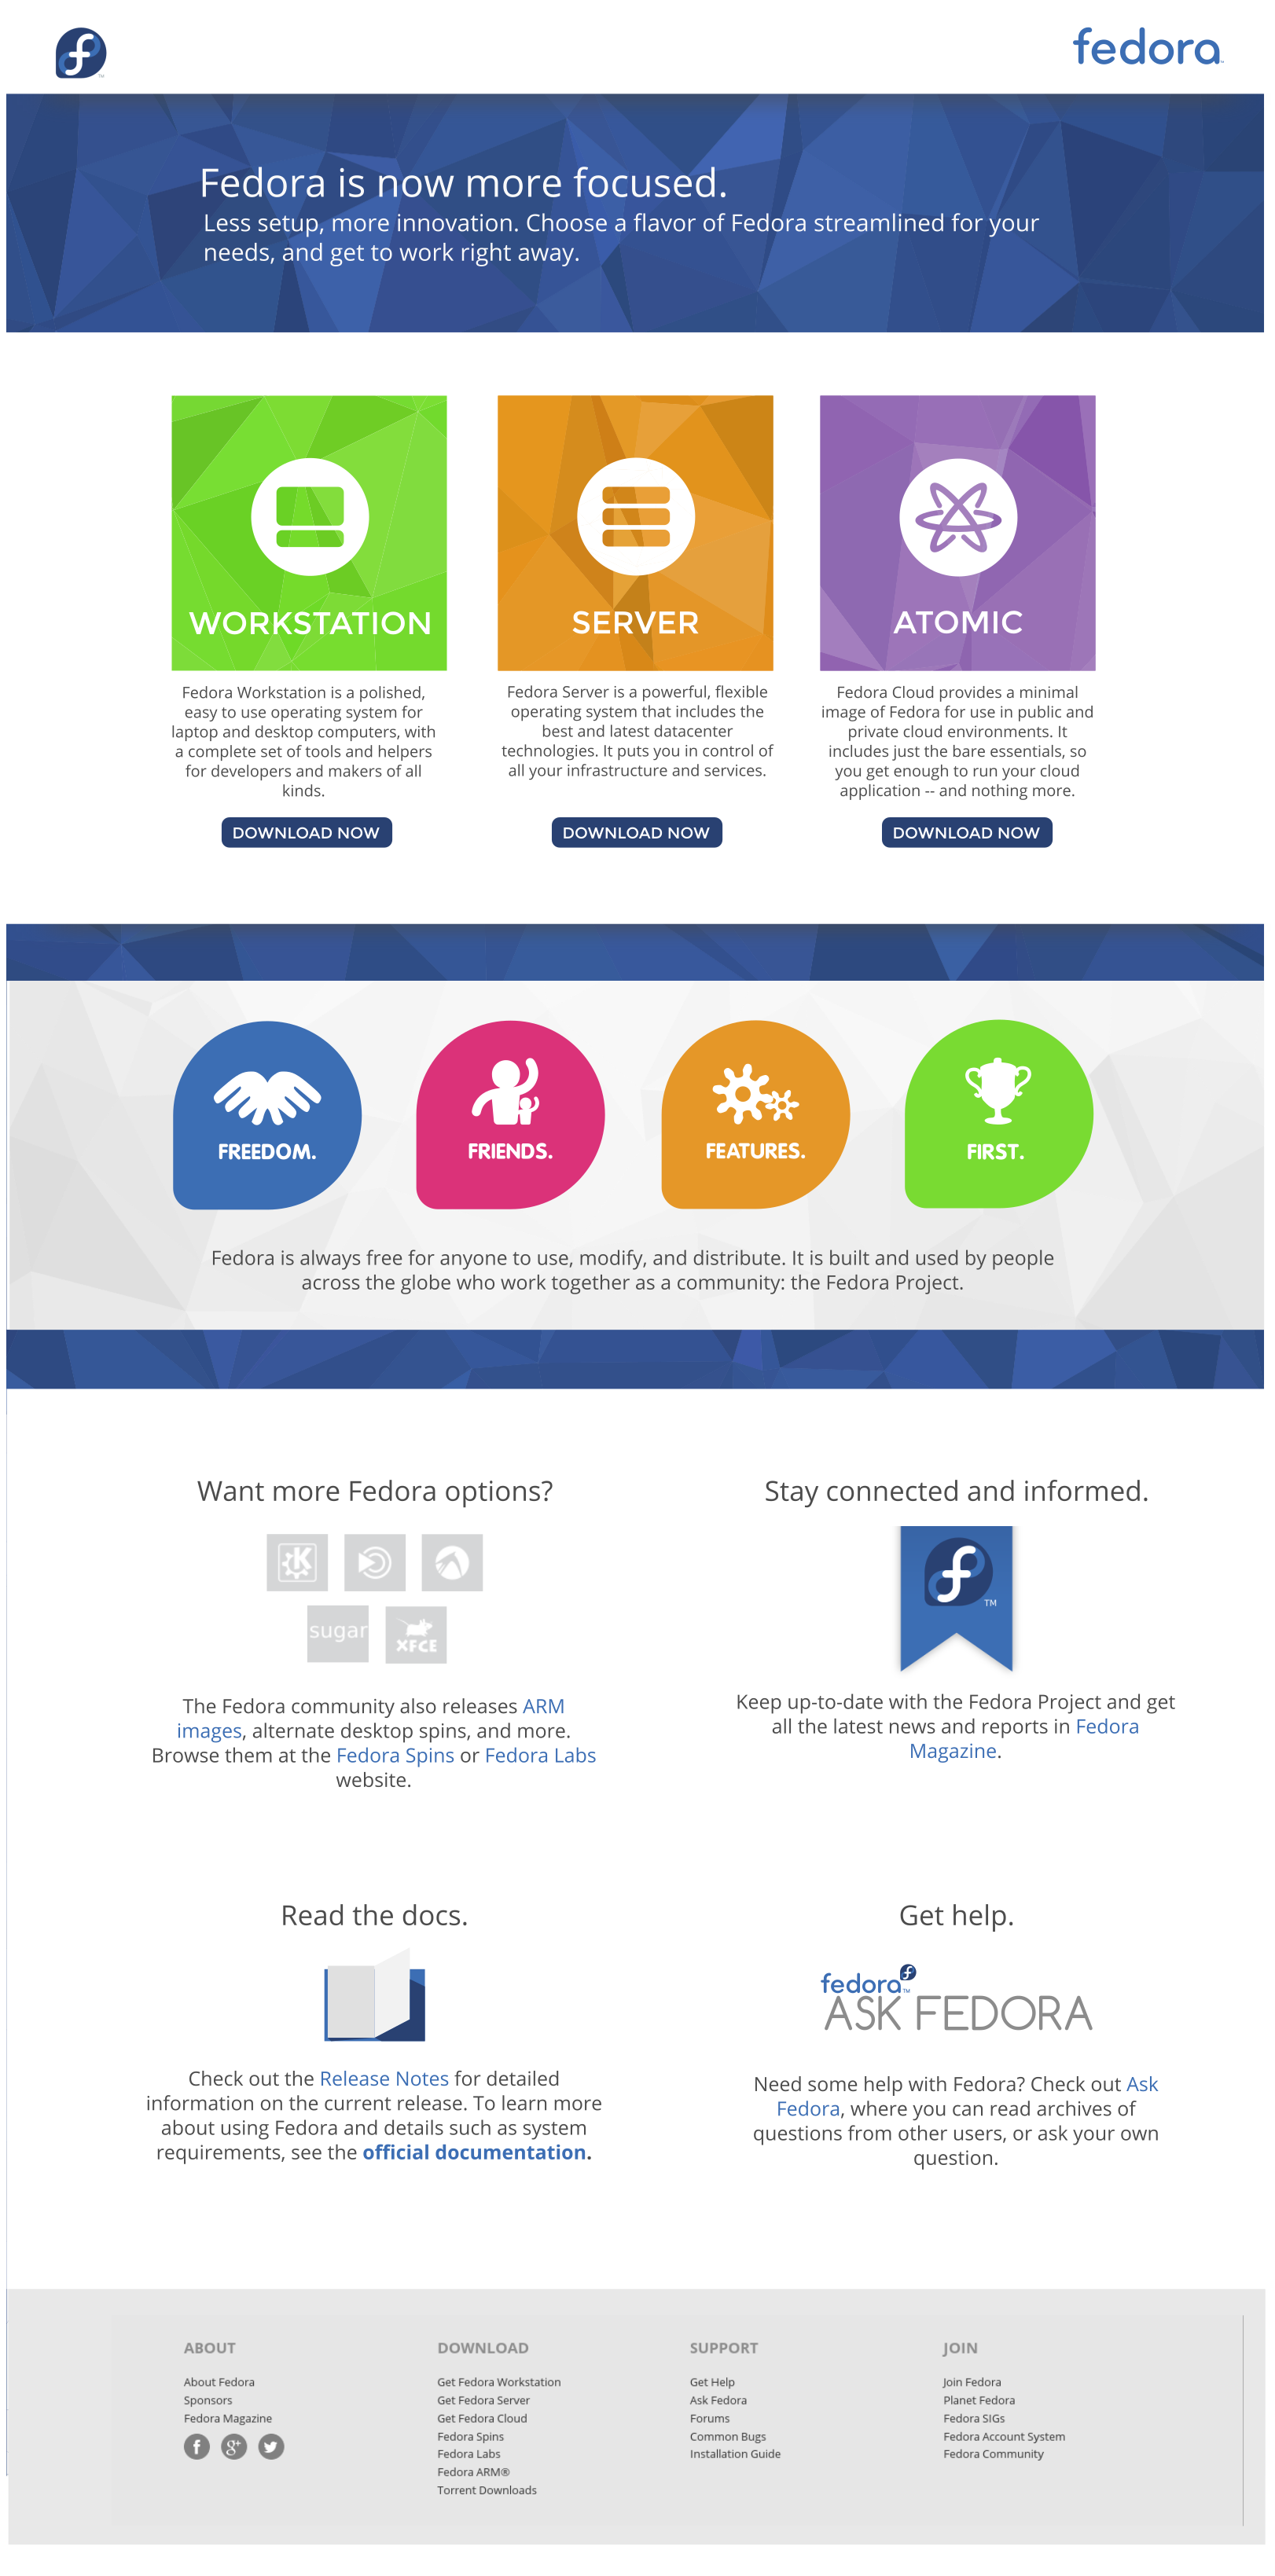 fedora
Fedora is now more focused.
Less setup, more innovation. Choose a flavor of Fedora streamlined for your
needs, and get to work right away.
WORKSTATION
Fedora Workstation is a polished,
easy to use operating system for
laptop and desktop computers, with
a complete set of tools and helpers
for developers and makers of all
kinds.
DOWNLOAD NOW
SERVER
Fedora Server is a powerful, flexible
operating system that includes the
best and latest datacenter
technologies. It puts you in control of
all your infrastructure and services.
DOWNLOAD NOW
ATOMIC
Fedora Cloud provides a minimal
image of Fedora for use in public and
private cloud environments. It
includes just the bare essentials, so
you get enough to run your cloud
application -- and nothing more.
DOWNLOAD NOW
FREEDOM.
FRIENDS.
FEATURES.
FIRST.
Fedora is always free for anyone to use, modify, and distribute. It is built and used by people
across the globe who work together as a community: the Fedora Project.
Want more Fedora options?
sugar
XFCE
The Fedora community also releases ARM
images, alternate desktop spins, and more.
Browse them at the Fedora Spins or Fedora Labs
website.
Stay connected and informed.
TM
Keep up-to-date with the Fedora Project and get
all the latest news and reports in Fedora
Magazine.
Read the docs.
Check out the Release Notes for detailed
information on the current release. To learn more
about using Fedora and details such as system
requirements, see the official documentation.
Get help.
fedora TM
ASK FEDORA
Need some help with Fedora? Check out Ask
Fedora, where you can read archives of
questions from other users, or ask your own
question.
ABOUT
About Fedora
Sponsors
Fedora Magazine
DOWNLOAD
Get Fedora Workstation
Get Fedora Server
Get Fedora Cloud
Fedora Spins
Fedora Labs
Fedora ARM®
Torrent Downloads
SUPPORT
Get Help
Ask Fedora
Forums
Common Bugs
Installation Guide
JOIN
Join Fedora
Planet Fedora
Fedora SIGs
Fedora Account System
Fedora Community